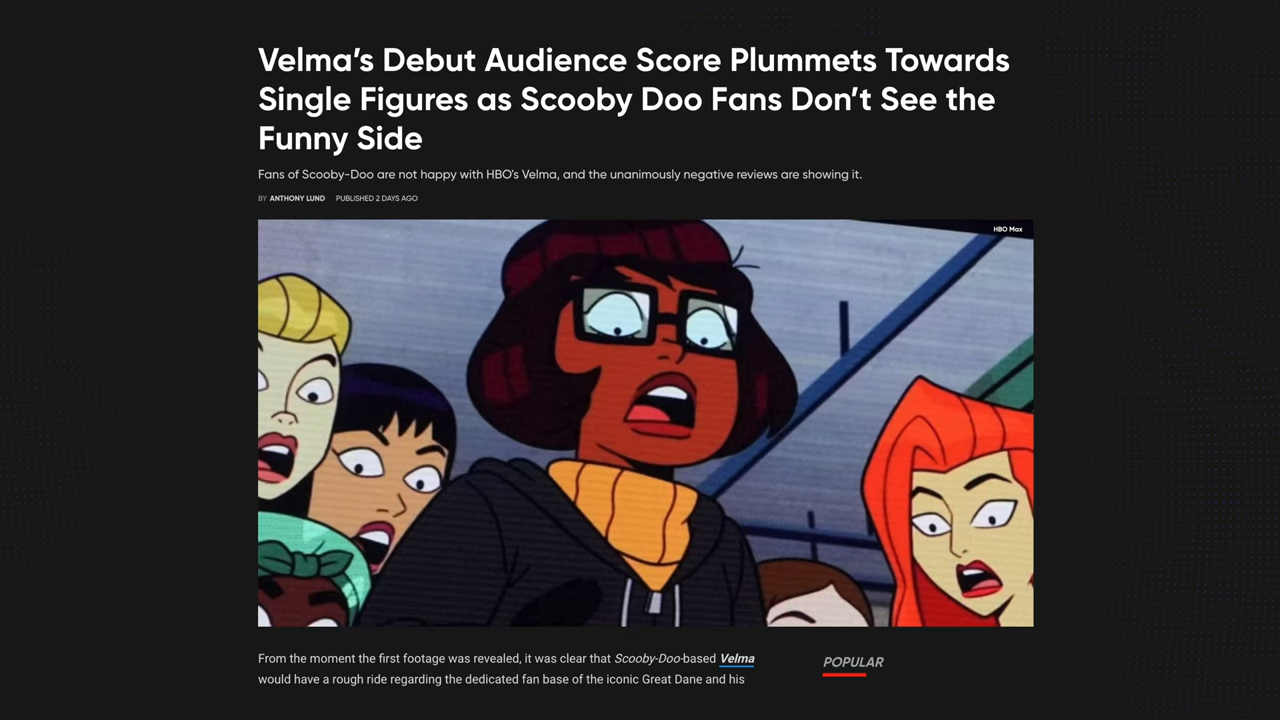 Velma’s Debut Audience Score Plummets Towards
Single Figures as Scooby Doo Fans Don’t See the
Funny Side
Fans of Scooby-Doo are not happy with HBO's Velma, and the unanimously negative reviews are showing it.
BY ANTHONY LUND PUBLISHED 2 DAYS AGO
HBO Max
From the moment the first footage was revealed, it was clear that Scooby-Doo-based Velma
would have a rough ride regarding the dedicated fan base of the iconic Great Dane and his
POPULAR